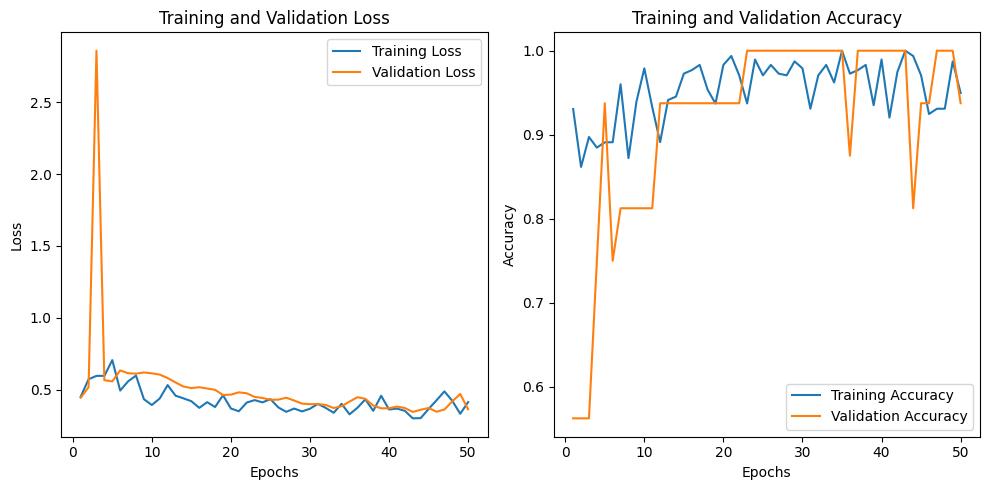 Training and Validation Loss
Training Loss
Validation Loss
2.5
2.0
1.5
1.0
0.5
Loss
0 10 20 30 40 50
Epochs
Training and Validation Accuracy
1.0
0.9
0.8
0.7
0.6
Accuracy
Training Accuracy
Validation Accuracy
0 10 20 30 40 50
Epochs